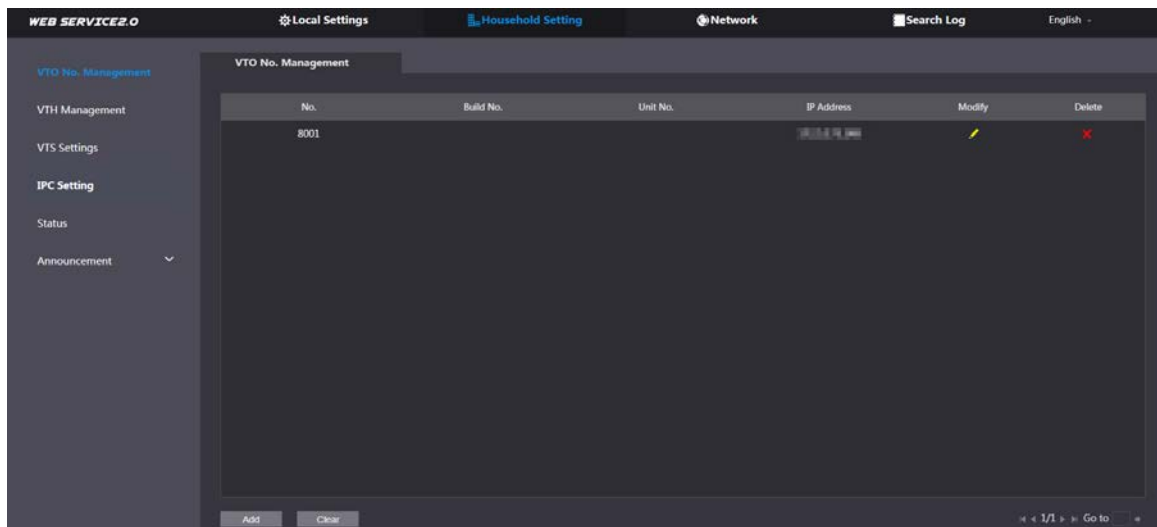 WEB SERVICE2.0 Local Settings Household Setting Network Search Log English
VTO No. Management
VTH Management
VTS Settings
IPC Setting
Status
Announcement
VTO No. Management
No. Build No. Unit No. IP Address Modify Delete
8001
Add Clear 1/1 Go to